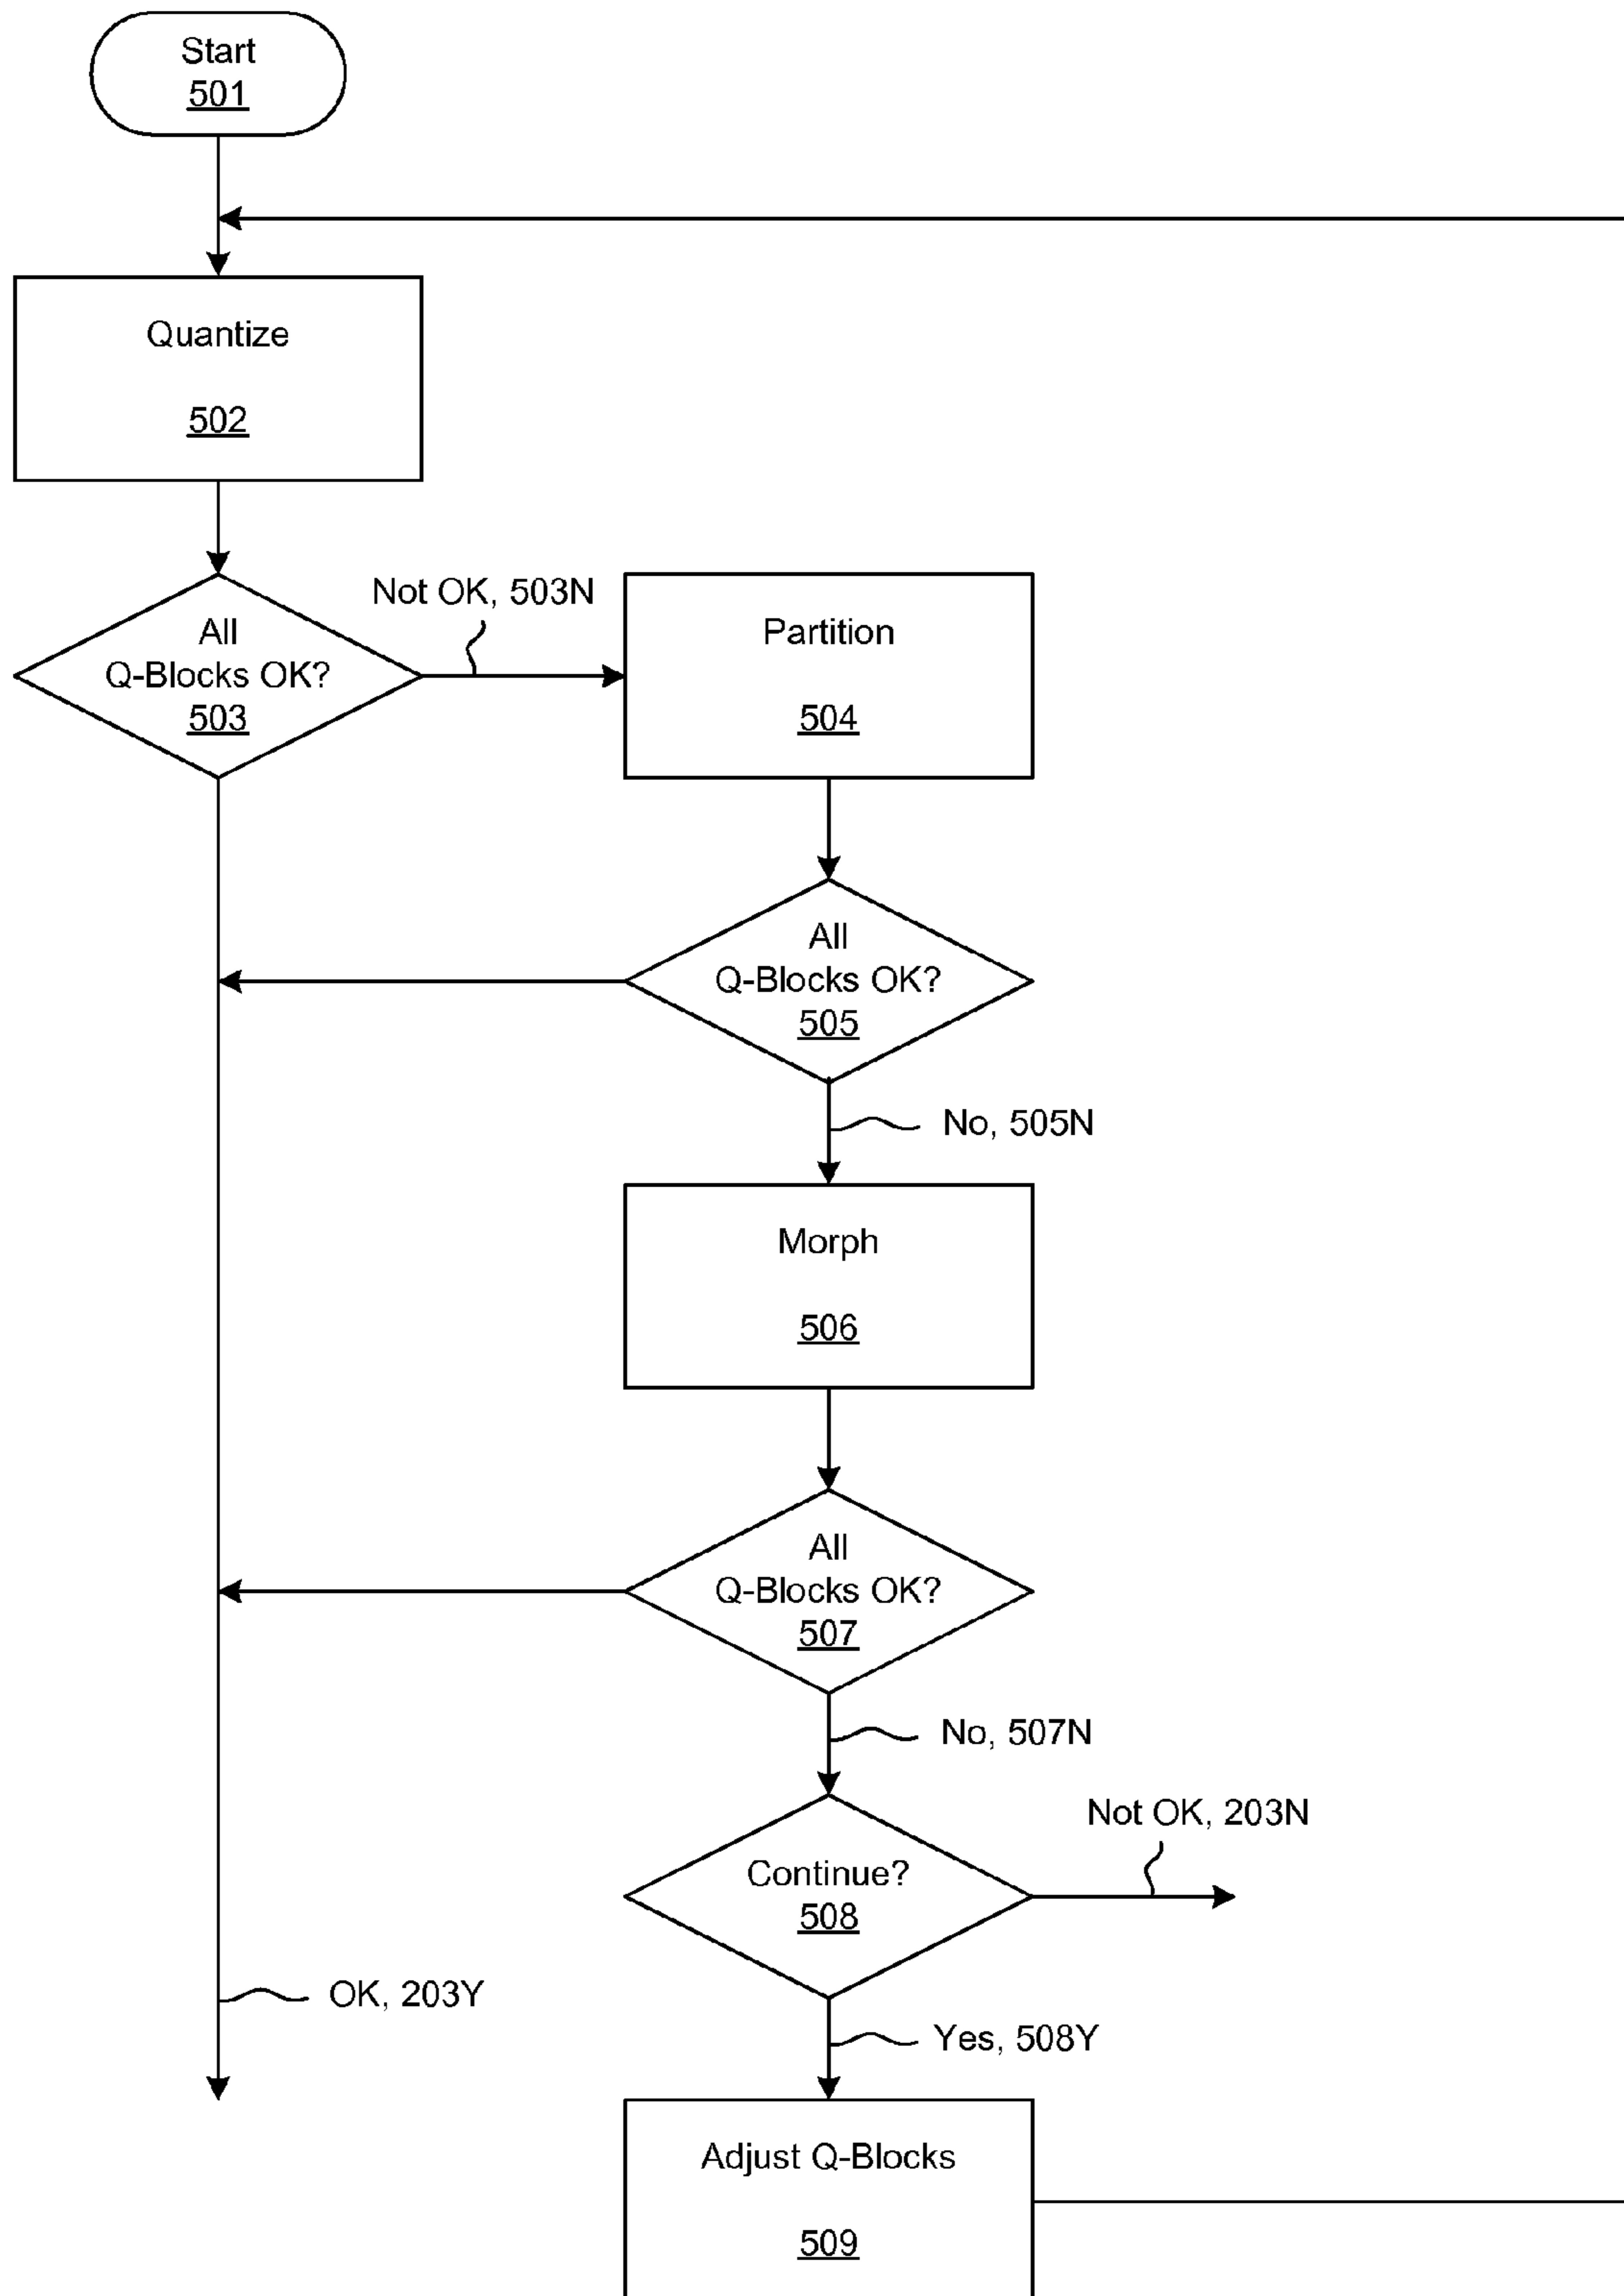 Start
501
Quantize
502
All
Q-Blocks OK?
503
Not OK, 503N
Partition
504
All
Q-Blocks OK?
505
No, 505N
Morph
506
All
Q-Blocks OK?
507
No, 507N
Continue?
508
Not OK, 203N
OK, 203Y
Yes, 508Y
Adjust Q-Blocks
509